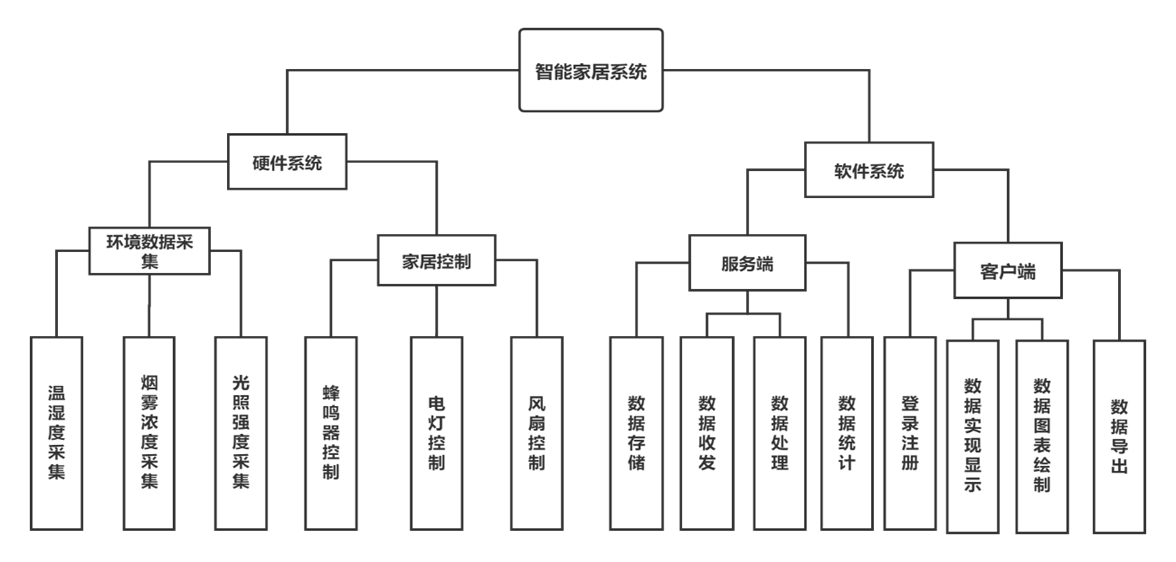 智能家居系统
硬件系统
软件系统
环境数据采
集
家居控制
服务端
客户端
温湿度采集
烟雾浓度采集
光照强度采集
蜂鸣器控制
电灯控制
风扇控制
数据存储
数据收发
数据处理
数据统计
登录注册
数据实现显示
数据图表绘制
数据导出